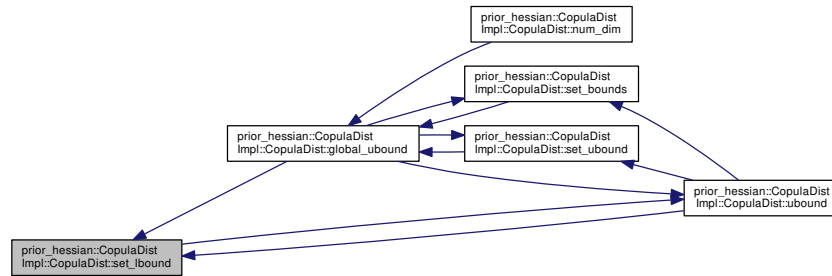 prior_hessian::CopulaDist
Impl::CopulaDist::num_dim
prior_hessian::CopulaDist
Impl::CopulaDist::set_bounds
prior_hessian::CopulaDist
Impl::CopulaDist::global_ubound
prior_hessian::CopulaDist
Impl::CopulaDist::set_ubound
prior_hessian::CopulaDist
Impl::CopulaDist::ubound
prior_hessian::CopulaDist
Impl::CopulaDist::set_lbound